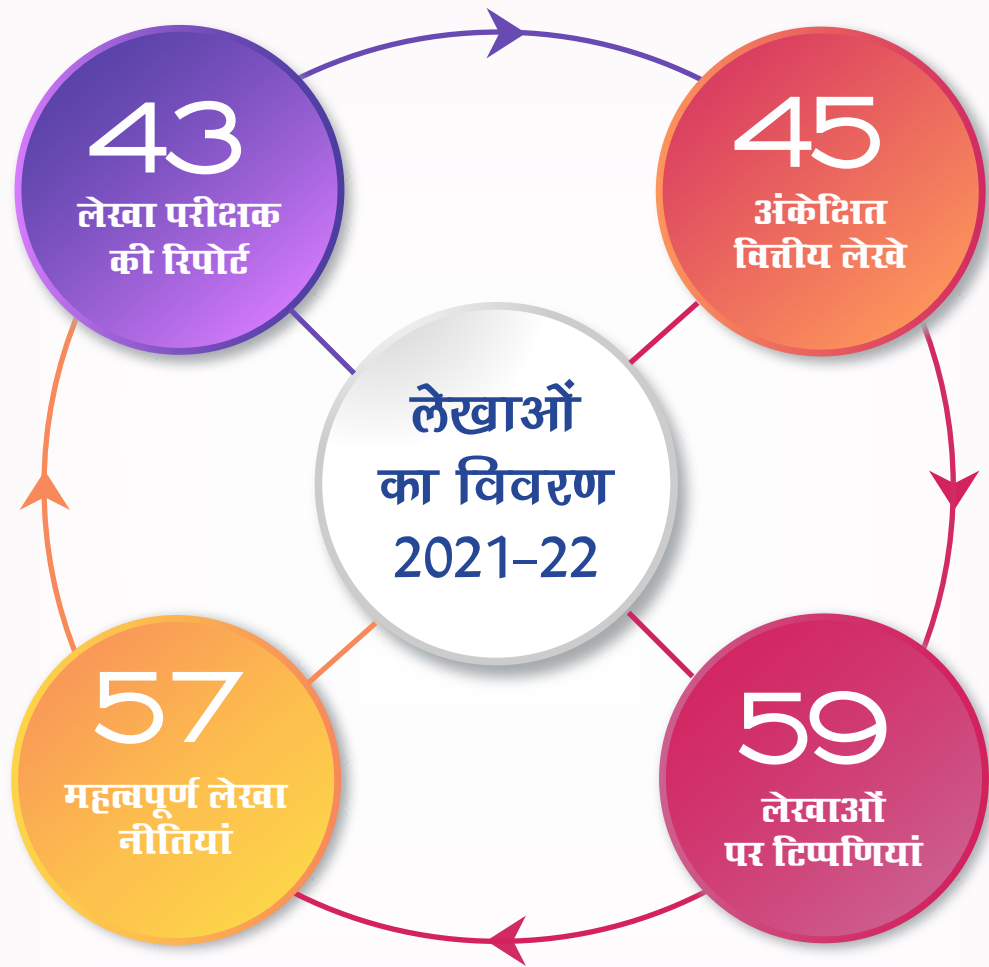 43
लेखा परीक्षक
की रिपोर्ट
45
अंकेक्षित
वित्तीय लेखे
लेखाओं
का विवरण
2021–22
57
महत्वपूर्ण लेखा
नीतियां
59
लेखाओं
पर टिप्पणियां